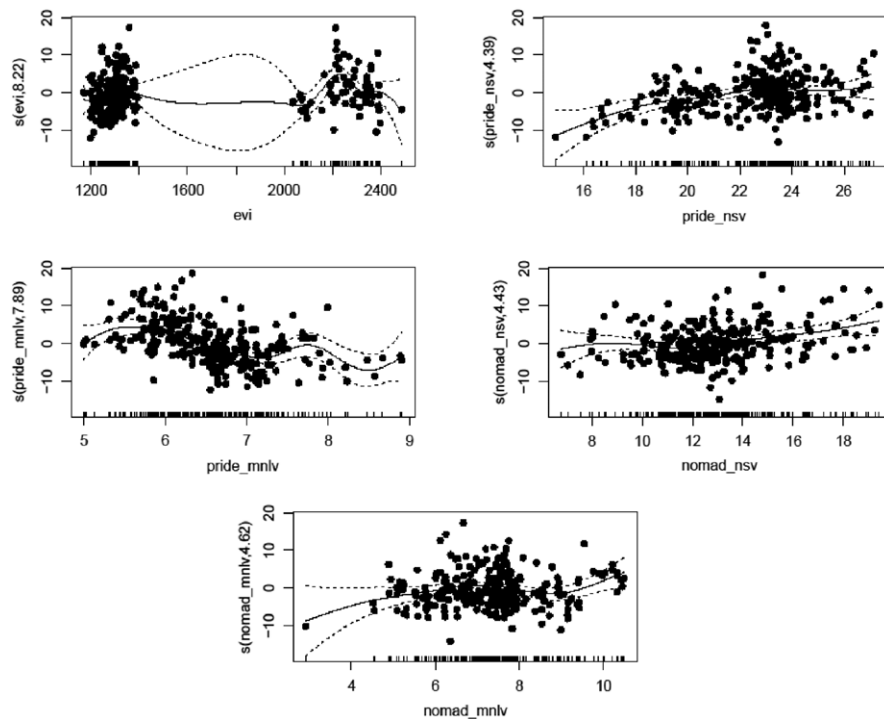 s(evi,8.22)
20
10
0
-10
1200 1600 2000 2400
evi
s(pride_nsv,4.39)
20
10
0
-10
16 18 20 22 24 26
pride_nsv
s(pride_mnlv,7.89)
20
10
0
-10
5 6 7 8 9
pride_mnlv
s(nomad_nsv,4.43)
20
10
0
-10
8 10 12 14 16 18
nomad_nsv
s(nomad_mnlv,4.62)
20
10
0
-10
4 6 8 10
nomad_mnlv